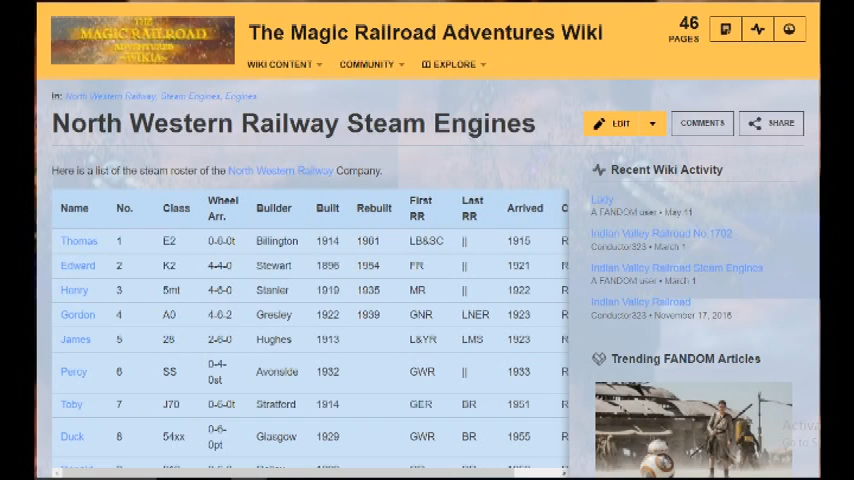 THE
MAGIC RAILROAD
ADVENTURES
WIKIA
The Magic Railroad Adventures Wiki
46
PAGES
WIKI CONTENT COMMUNITY EXPLORE
In: North Western Railway, Steam Engines, Engines
North Western Railway Steam Engines
EDIT COMMENTS SHARE
Here is a list of the steam roster of the North Western Railway Company.
Name No. Class Wheel Arr. Builder Built Rebuilt First RR Last RR Arrived
Thomas 1 E2 0-6-0t Billington 1914 1961 LB&SC || 1915
Edward 2 K2 4-4-0 Stewart 1896 1954 FR || 1921
Henry 3 5mt 4-6-0 Stanier 1919 1935 MR || 1922
Gordon 4 A0 4-6-2 Gresley 1922 1939 GNR LNER 1923
James 5 28 2-6-0 Hughes 1913 L&YR LMS 1923
Percy 6 SS 0-4-0st Avonside 1932 GWR || 1933
Toby 7 J70 0-6-0t Stratford 1914 GER BR 1951
Duck 8 54xx 0-6-0pt Glasgow 1929 GWR BR 1955
Recent Wiki Activity
Lady
A FANDOM user • May 11
Indian Valley Railroad No.1702
Conductor323 • March 1
Indian Valley Railroad Steam Engines
A FANDOM user • March 1
Indian Valley Railroad
Conductor323 • November 17, 2016
Trending FANDOM Articles
Activa
Go to S